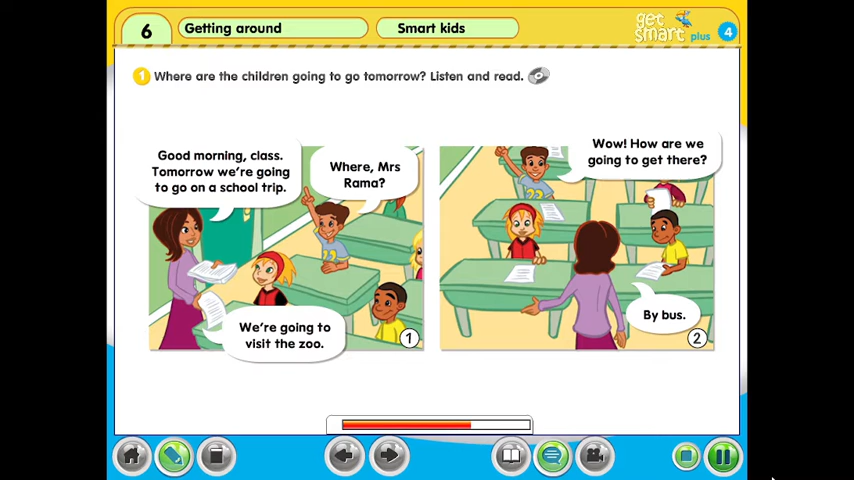 6
Getting around
Smart kids
get
smart plus 4
1 Where are the children going to go tomorrow? Listen and read.
Good morning, class.
Tomorrow we're going
to go on a school trip.
Where, Mrs
Rama?
We're going to
visit the zoo.
1
Wow! How are we
going to get there?
By bus.
2